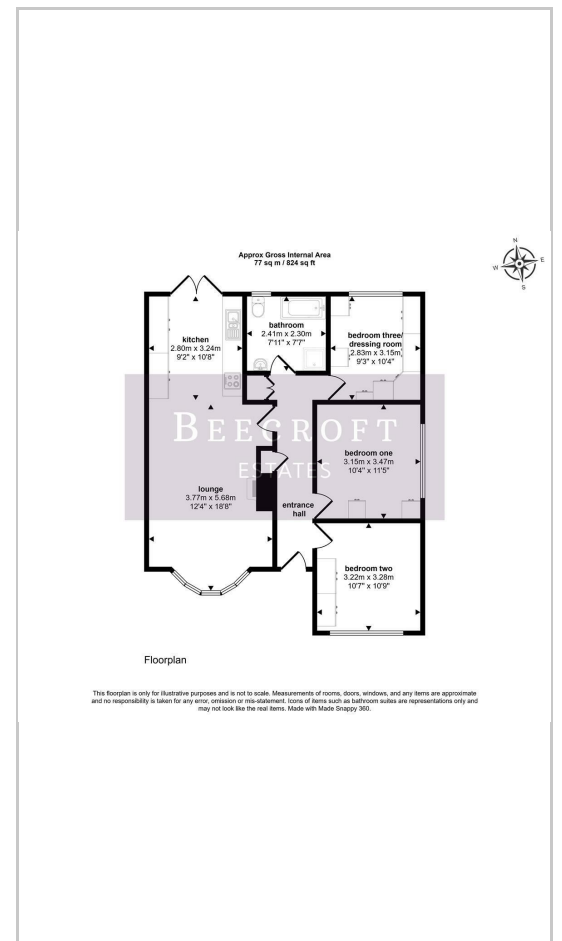 Approx Gross Internal Area
77 sq m / 824 sq ft
N
E
S
W
kitchen
2.80m x 3.24m
9'2" x 10'8"
bathroom
2.41m x 2.30m
7'11" x 7'7"
bedroom three/
dressing room
2.83m x 3.15m
9'3" x 10'4"
BEECROFT
ESTATES
bedroom one
3.15m x 3.47m
10'4" x 11'5"
lounge
3.77m x 5.68m
12'4" x 18'8"
entrance
hall
bedroom two
3.22m x 3.28m
10'7" x 10'9"
Floorplan
This floorplan is only for illustrative purposes and is not to scale. Measurements of rooms, doors, windows, and any items are approximate
and no responsibility is taken for any error, omission or mis-statement. Icons of items such as bathroom suites are representations only and
may not look like the real items. Made with Made Snappy 360.